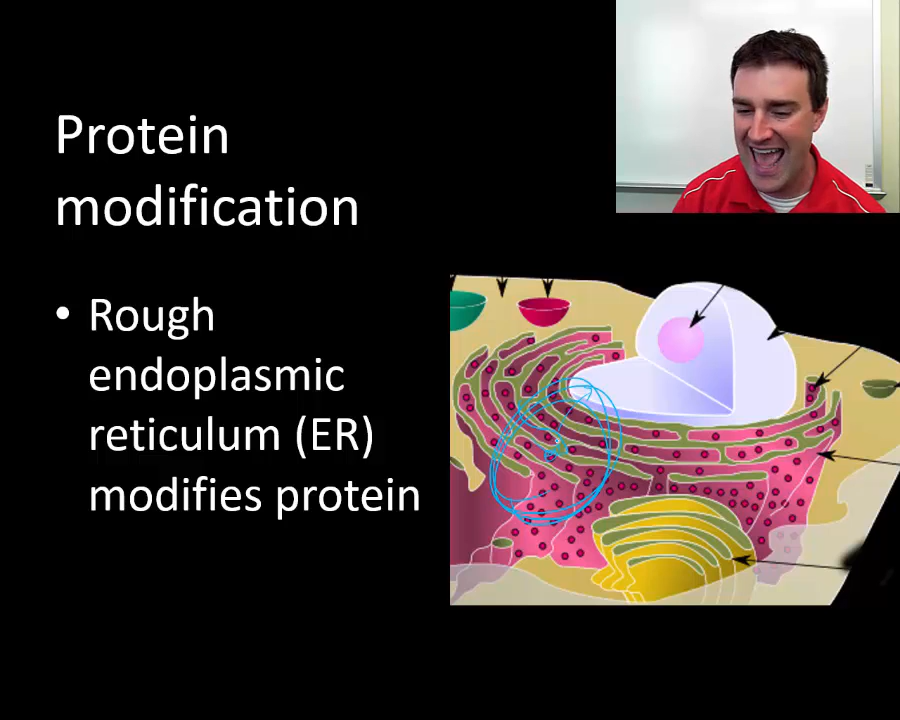 Protein
modification
• Rough
endoplasmic
reticulum (ER)
modifies protein